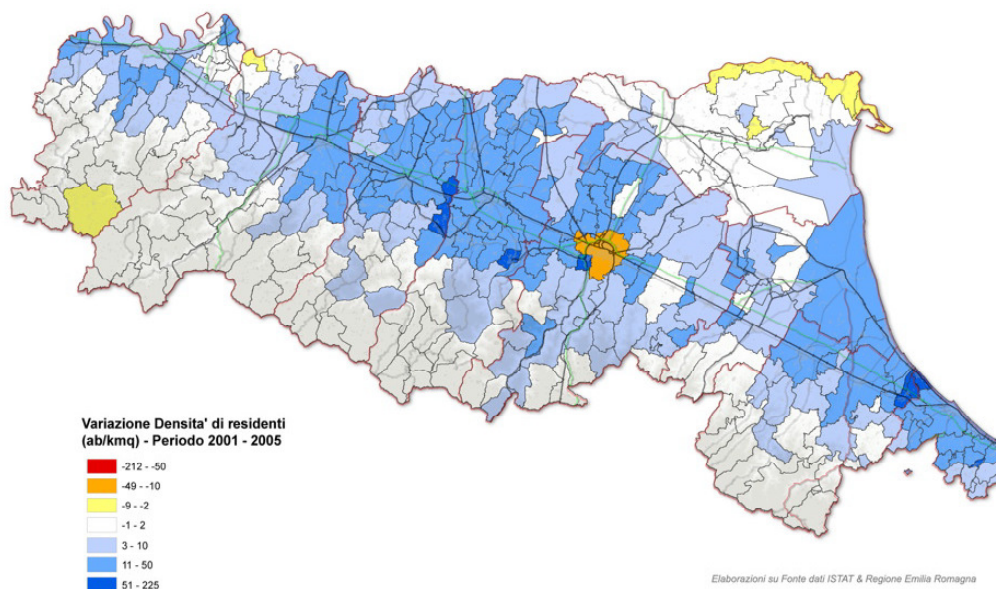 Variazione Densita' di residenti
(ab/kmq) - Periodo 2001 - 2005
-212 - -50
-49 - -10
-9 - -2
-1 - 2
3 - 10
11 - 50
51 - 225
Elaborazioni su Fonte dati ISTAT & Regione Emilia Romagna